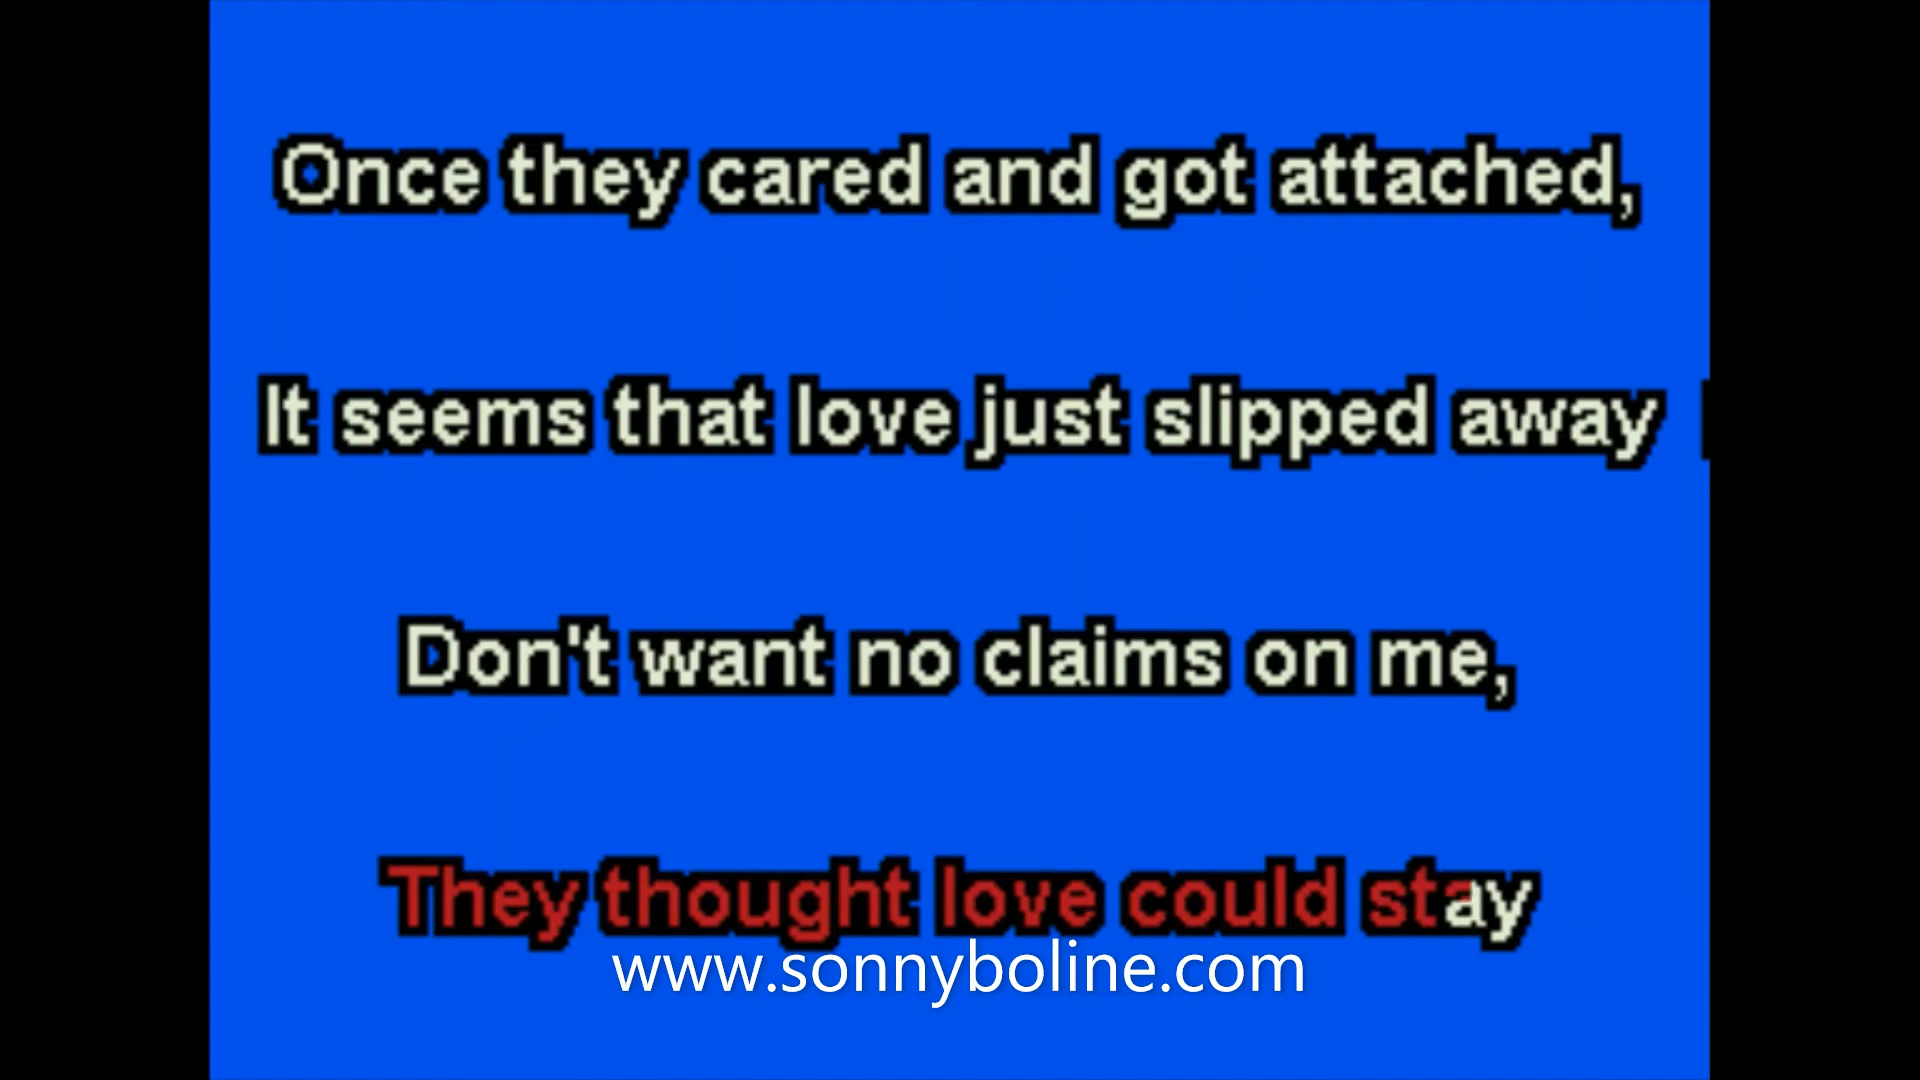 Once they cared and got attached,
It seems that love just slipped away
Don't want no claims on me,
They thought love could stay
www.sonnyboline.com